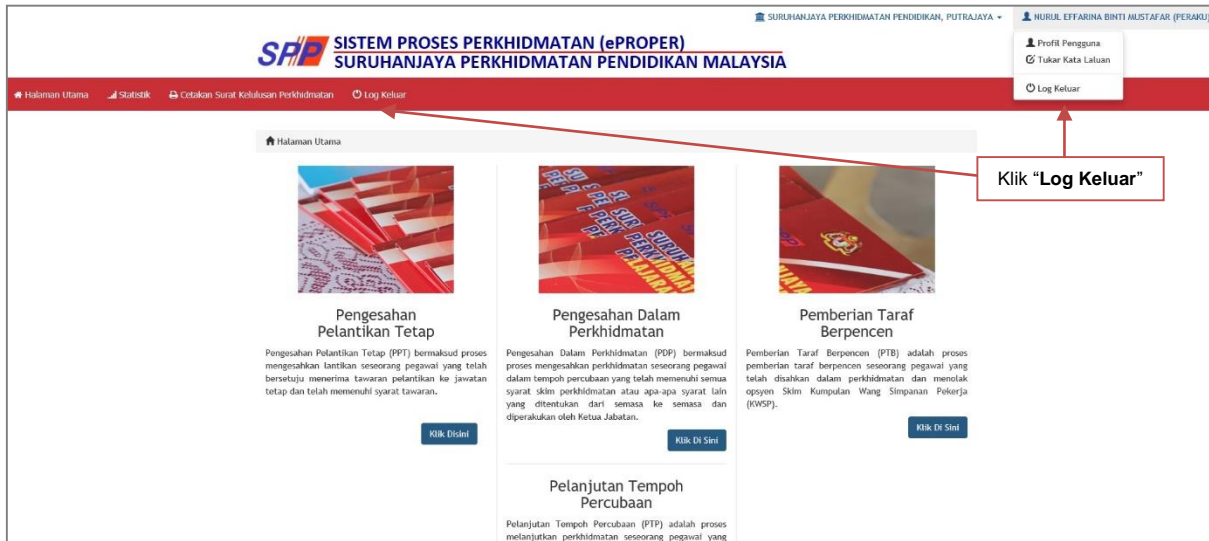 SURUHANJAYA PERKHIDMATAN PENDIDIKAN, PUTRAJAYA
NURUL EFFARINA BINTI MUSTAFAR (PERAKU)
Profil Pengguna
Tukar Kata Laluan
Log Keluar
SPP
SISTEM PROSES PERKHIDMATAN (ePROPER)
SURUHANJAYA PERKHIDMATAN PENDIDIKAN MALAYSIA
Halaman Utama Statistik Cetakan Surat Kelulusan Perkhidmatan Log Keluar
Halaman Utama
Klik “Log Keluar”
Pengesahan
Pelantikan Tetap
Pengesahan Pelantikan Tetap (PPT) bermaksud proses
mengesahkan lantikan seseorang pegawai yang telah
bersetuju menerima tawaran pelantikan ke jawatan
tetap dan telah memenuhi syarat tawaran.
Klik Disini
Pengesahan Dalam
Perkhidmatan
Pengesahan Dalam Perkhidmatan (PDP) bermaksud
proses mengesahkan perkhidmatan seseorang pegawai
dalam tempoh percubaan yang telah memenuhi semua
syarat skim perkhidmatan atau apa-apa syarat lain
yang ditentukan dari semasa ke semasa dan
diperakukan oleh Ketua Jabatan.
Klik Di Sini
Pelanjutan Tempoh
Percubaan
Pelanjutan Tempoh Percubaan (PTP) adalah proses
melanjutkan perkhidmatan seseorang pegawai yang
Pemberian Taraf
Berpencen
Pemberian Taraf Berpencen (PTB) adalah proses
pemberian taraf berpencen seseorang pegawai yang
telah disahkan dalam perkhidmatan dan menolak
opsyen Skim Kumpulan Wang Simpanan Pekerja
(KWSP).
Klik Di Sini